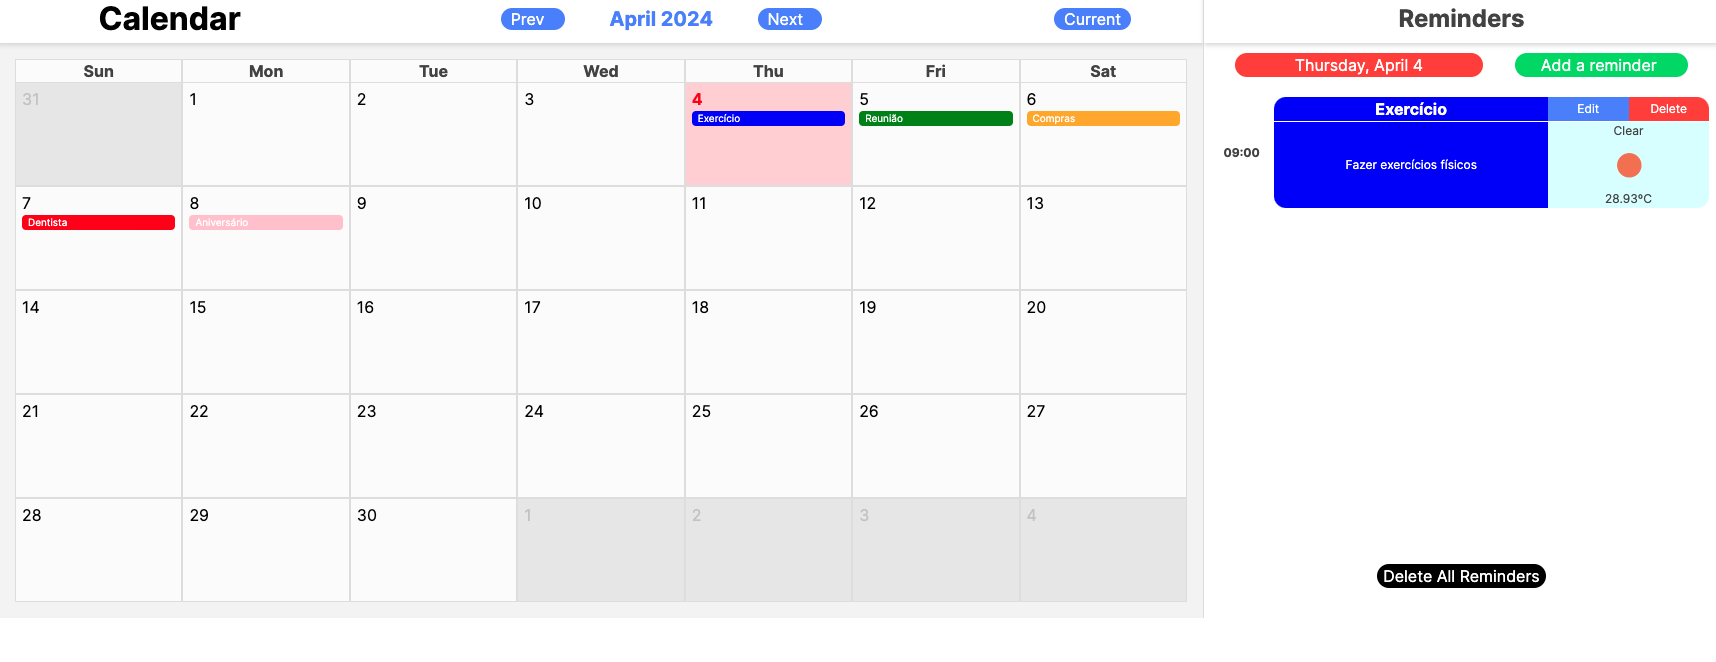 Calendar
Prev
April 2024
Next
Current
Reminders
Sun Mon Tue Wed Thu Fri Sat
31 1 2 3 4 5 6
Exercício Reunião Compras
7 8 9 10 11 12 13
Dentista Aniversário
14 15 16 17 18 19 20
21 22 23 24 25 26 27
28 29 30 1 2 3 4
Thursday, April 4
Add a reminder
Exercício
Edit
Delete
09:00
Fazer exercícios físicos
Clear
28.93ºC
Delete All Reminders